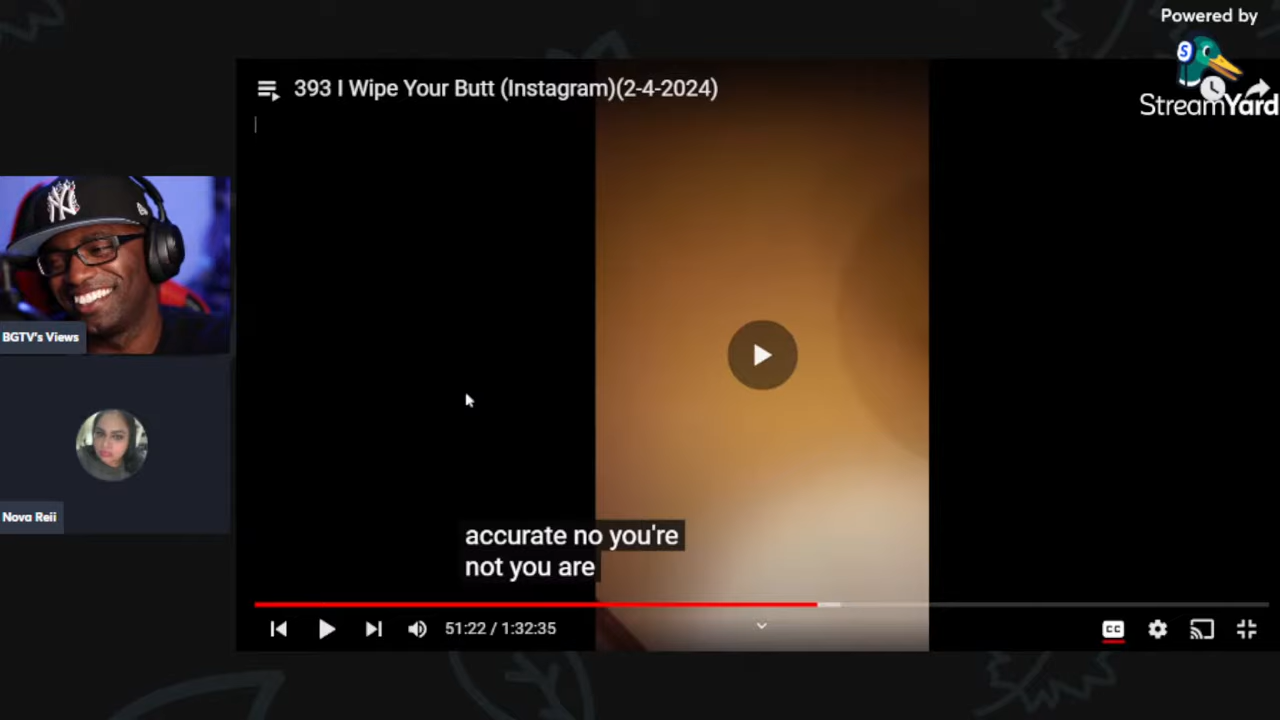 Powered by
StreamYard
393 I Wipe Your Butt (Instagram)(2-4-2024)
BGTV's Views
Nova Reii
accurate no you're
not you are
51:22 / 1:32:35
CC